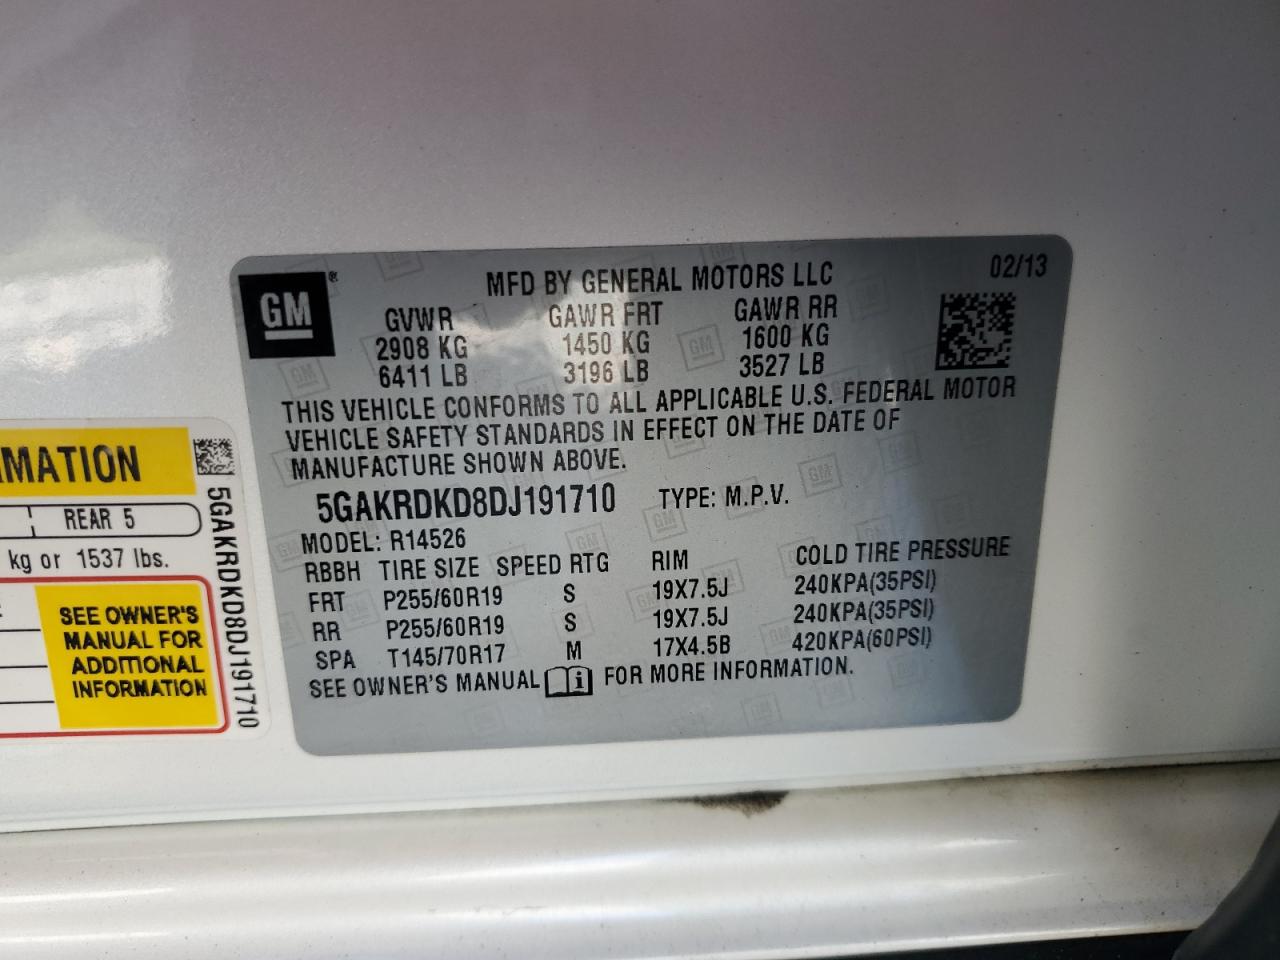 GM ®
MFD BY GENERAL MOTORS LLC 02/13
GVWR GAWR FRT GAWR RR
2908 KG 1450 KG 1600 KG
6411 LB 3196 LB 3527 LB
THIS VEHICLE CONFORMS TO ALL APPLICABLE U.S. FEDERAL MOTOR
VEHICLE SAFETY STANDARDS IN EFFECT ON THE DATE OF
MANUFACTURE SHOWN ABOVE.
5GAKRDKD8DJ191710 TYPE: M.P.V.
MODEL: R14526
RBBH TIRE SIZE SPEED RTG RIM COLD TIRE PRESSURE
FRT P255/60R19 S 19X7.5J 240KPA(35PSI)
RR P255/60R19 S 19X7.5J 240KPA(35PSI)
SPA T145/70R17 M 17X4.5B 420KPA(60PSI)
SEE OWNER'S MANUAL i FOR MORE INFORMATION.
MATION
REAR 5
kg or 1537 lbs.
SEE OWNER'S
MANUAL FOR
ADDITIONAL
INFORMATION
5GAKRDKD8DJ191710